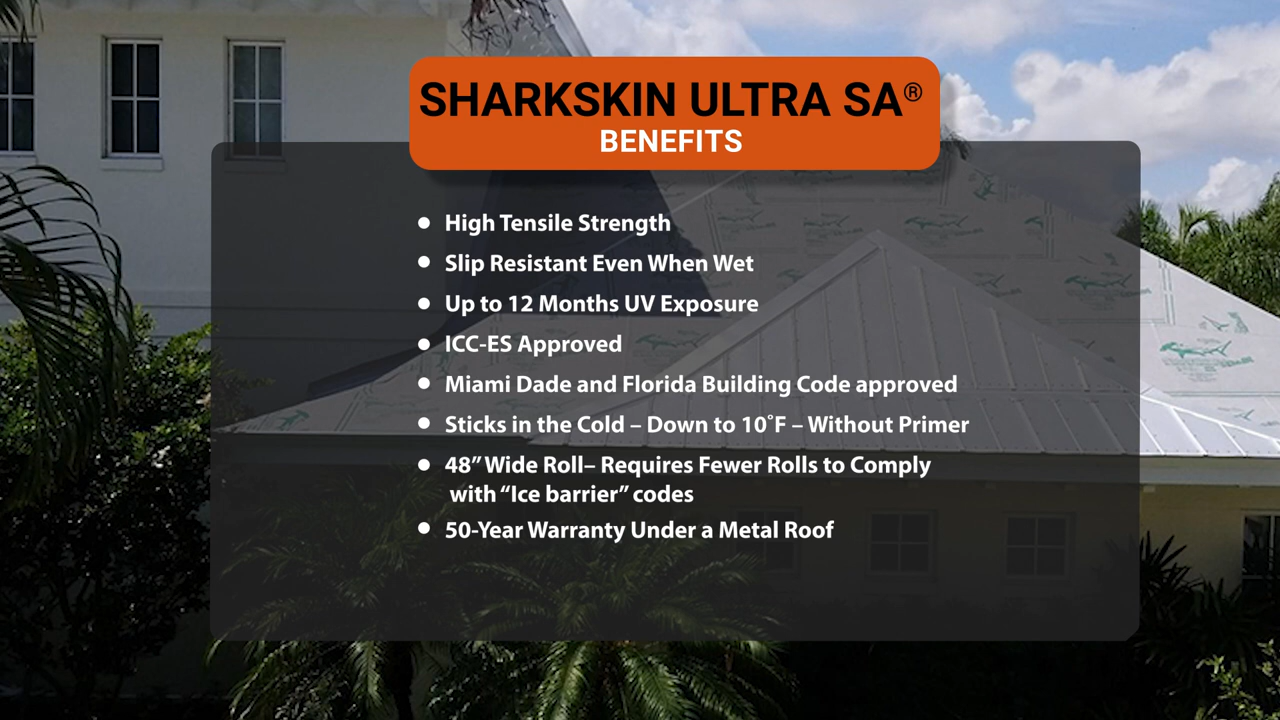 SHARKSKIN ULTRA SA®
BENEFITS
• High Tensile Strength
• Slip Resistant Even When Wet
• Up to 12 Months UV Exposure
• ICC-ES Approved
• Miami Dade and Florida Building Code approved
• Sticks in the Cold – Down to 10˚F – Without Primer
• 48” Wide Roll– Requires Fewer Rolls to Comply
with “Ice barrier” codes
• 50-Year Warranty Under a Metal Roof